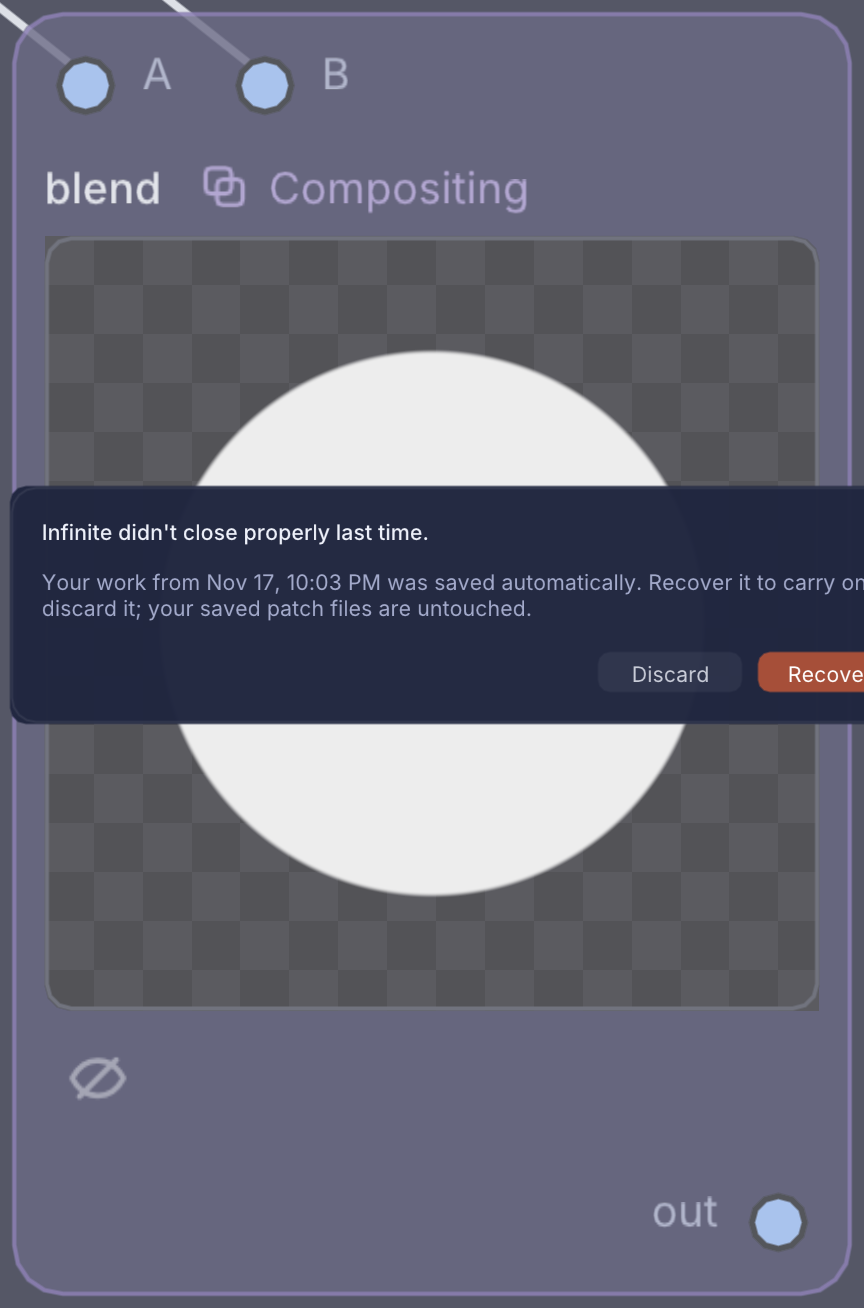 A B
blend Compositing
Infinite didn't close properly last time.
Your work from Nov 17, 10:03 PM was saved automatically. Recover it to carry on
discard it; your saved patch files are untouched.
Discard Recove
out